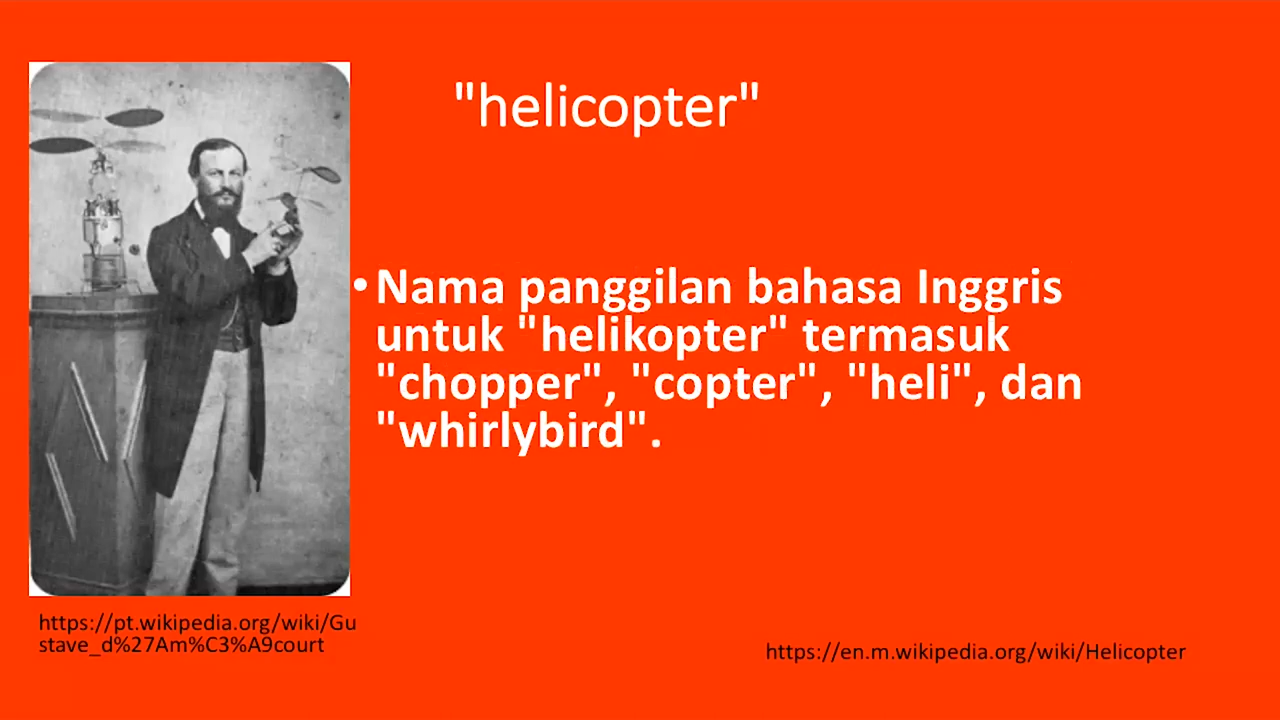 "helicopter"
• Nama panggilan bahasa Inggris
untuk "helikopter" termasuk
"chopper", "copter", "heli", dan
"whirlybird".
https://pt.wikipedia.org/wiki/Gu
stave_d%27Am%C3%A9court
https://en.m.wikipedia.org/wiki/Helicopter